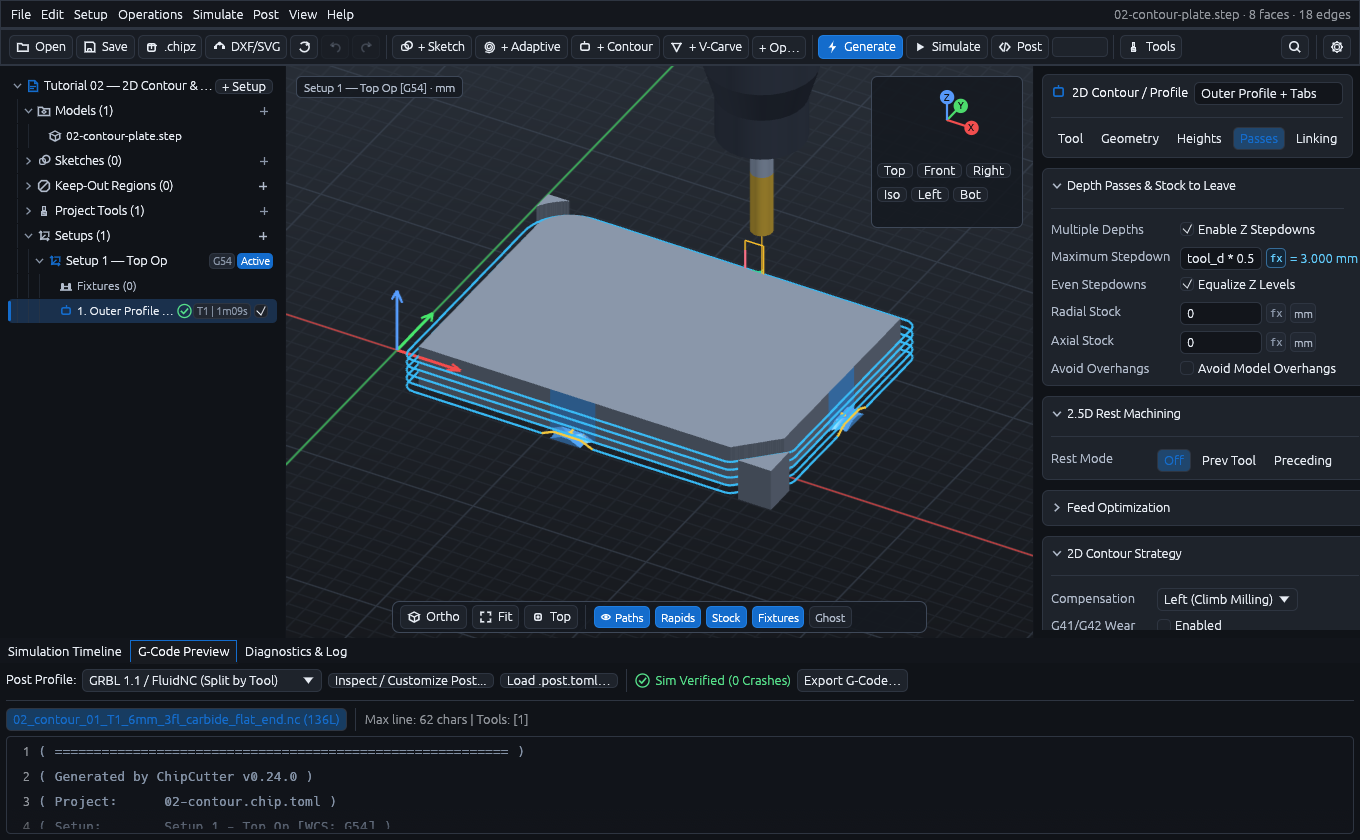 File Edit Setup Operations Simulate Post View Help
02-contour-plate.step · 8 faces · 18 edges
Open Save .chipz DXF/SVG + Sketch + Adaptive + Contour + V-Carve + Op... Generate Simulate Post Tools
Tutorial 02 — 2D Contour & ... + Setup
Models (1) +
02-contour-plate.step
Sketches (0) +
Keep-Out Regions (0) +
Project Tools (1) +
Setups (1) +
Setup 1 — Top Op G54 Active
Fixtures (0)
1. Outer Profile ... T1 | 1m09s
Setup 1 — Top Op [G54] · mm
Z
Y
X
Top Front Right
Iso Left Bot
Ortho Fit Top Paths Rapids Stock Fixtures Ghost
2D Contour / Profile Outer Profile + Tabs
Tool Geometry Heights Passes Linking
Depth Passes & Stock to Leave
Multiple Depths Enable Z Stepdowns
Maximum Stepdown tool_d * 0.5 fx = 3.000 mm
Even Stepdowns Equalize Z Levels
Radial Stock 0 fx mm
Axial Stock 0 fx mm
Avoid Overhangs Avoid Model Overhangs
2.5D Rest Machining
Rest Mode Off Prev Tool Preceding
Feed Optimization
2D Contour Strategy
Compensation Left (Climb Milling)
G41/G42 Wear Enabled
Simulation Timeline G-Code Preview Diagnostics & Log
Post Profile: GRBL 1.1 / FluidNC (Split by Tool) Inspect / Customize Post... Load .post.toml... Sim Verified (0 Crashes) Export G-Code...
02_contour_01_T1_6mm_3fl_carbide_flat_end.nc (136L) Max line: 62 chars | Tools: [1]
1 ( ========================================================== )
2 ( Generated by ChipCutter v0.24.0 )
3 ( Project: 02-contour.chip.toml )
4 ( Setup: Setup 1 - Top Op [WCS: G54] )